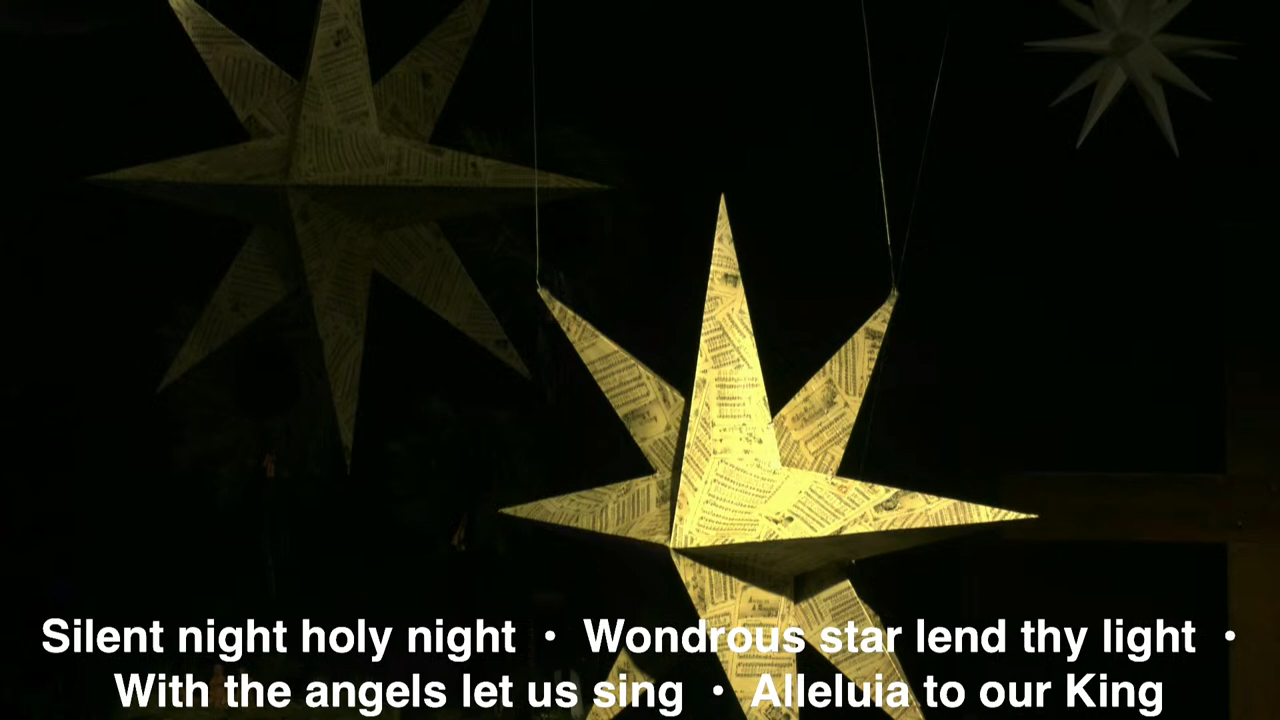 Silent night holy night • Wondrous star lend thy light •
With the angels let us sing • Alleluia to our King